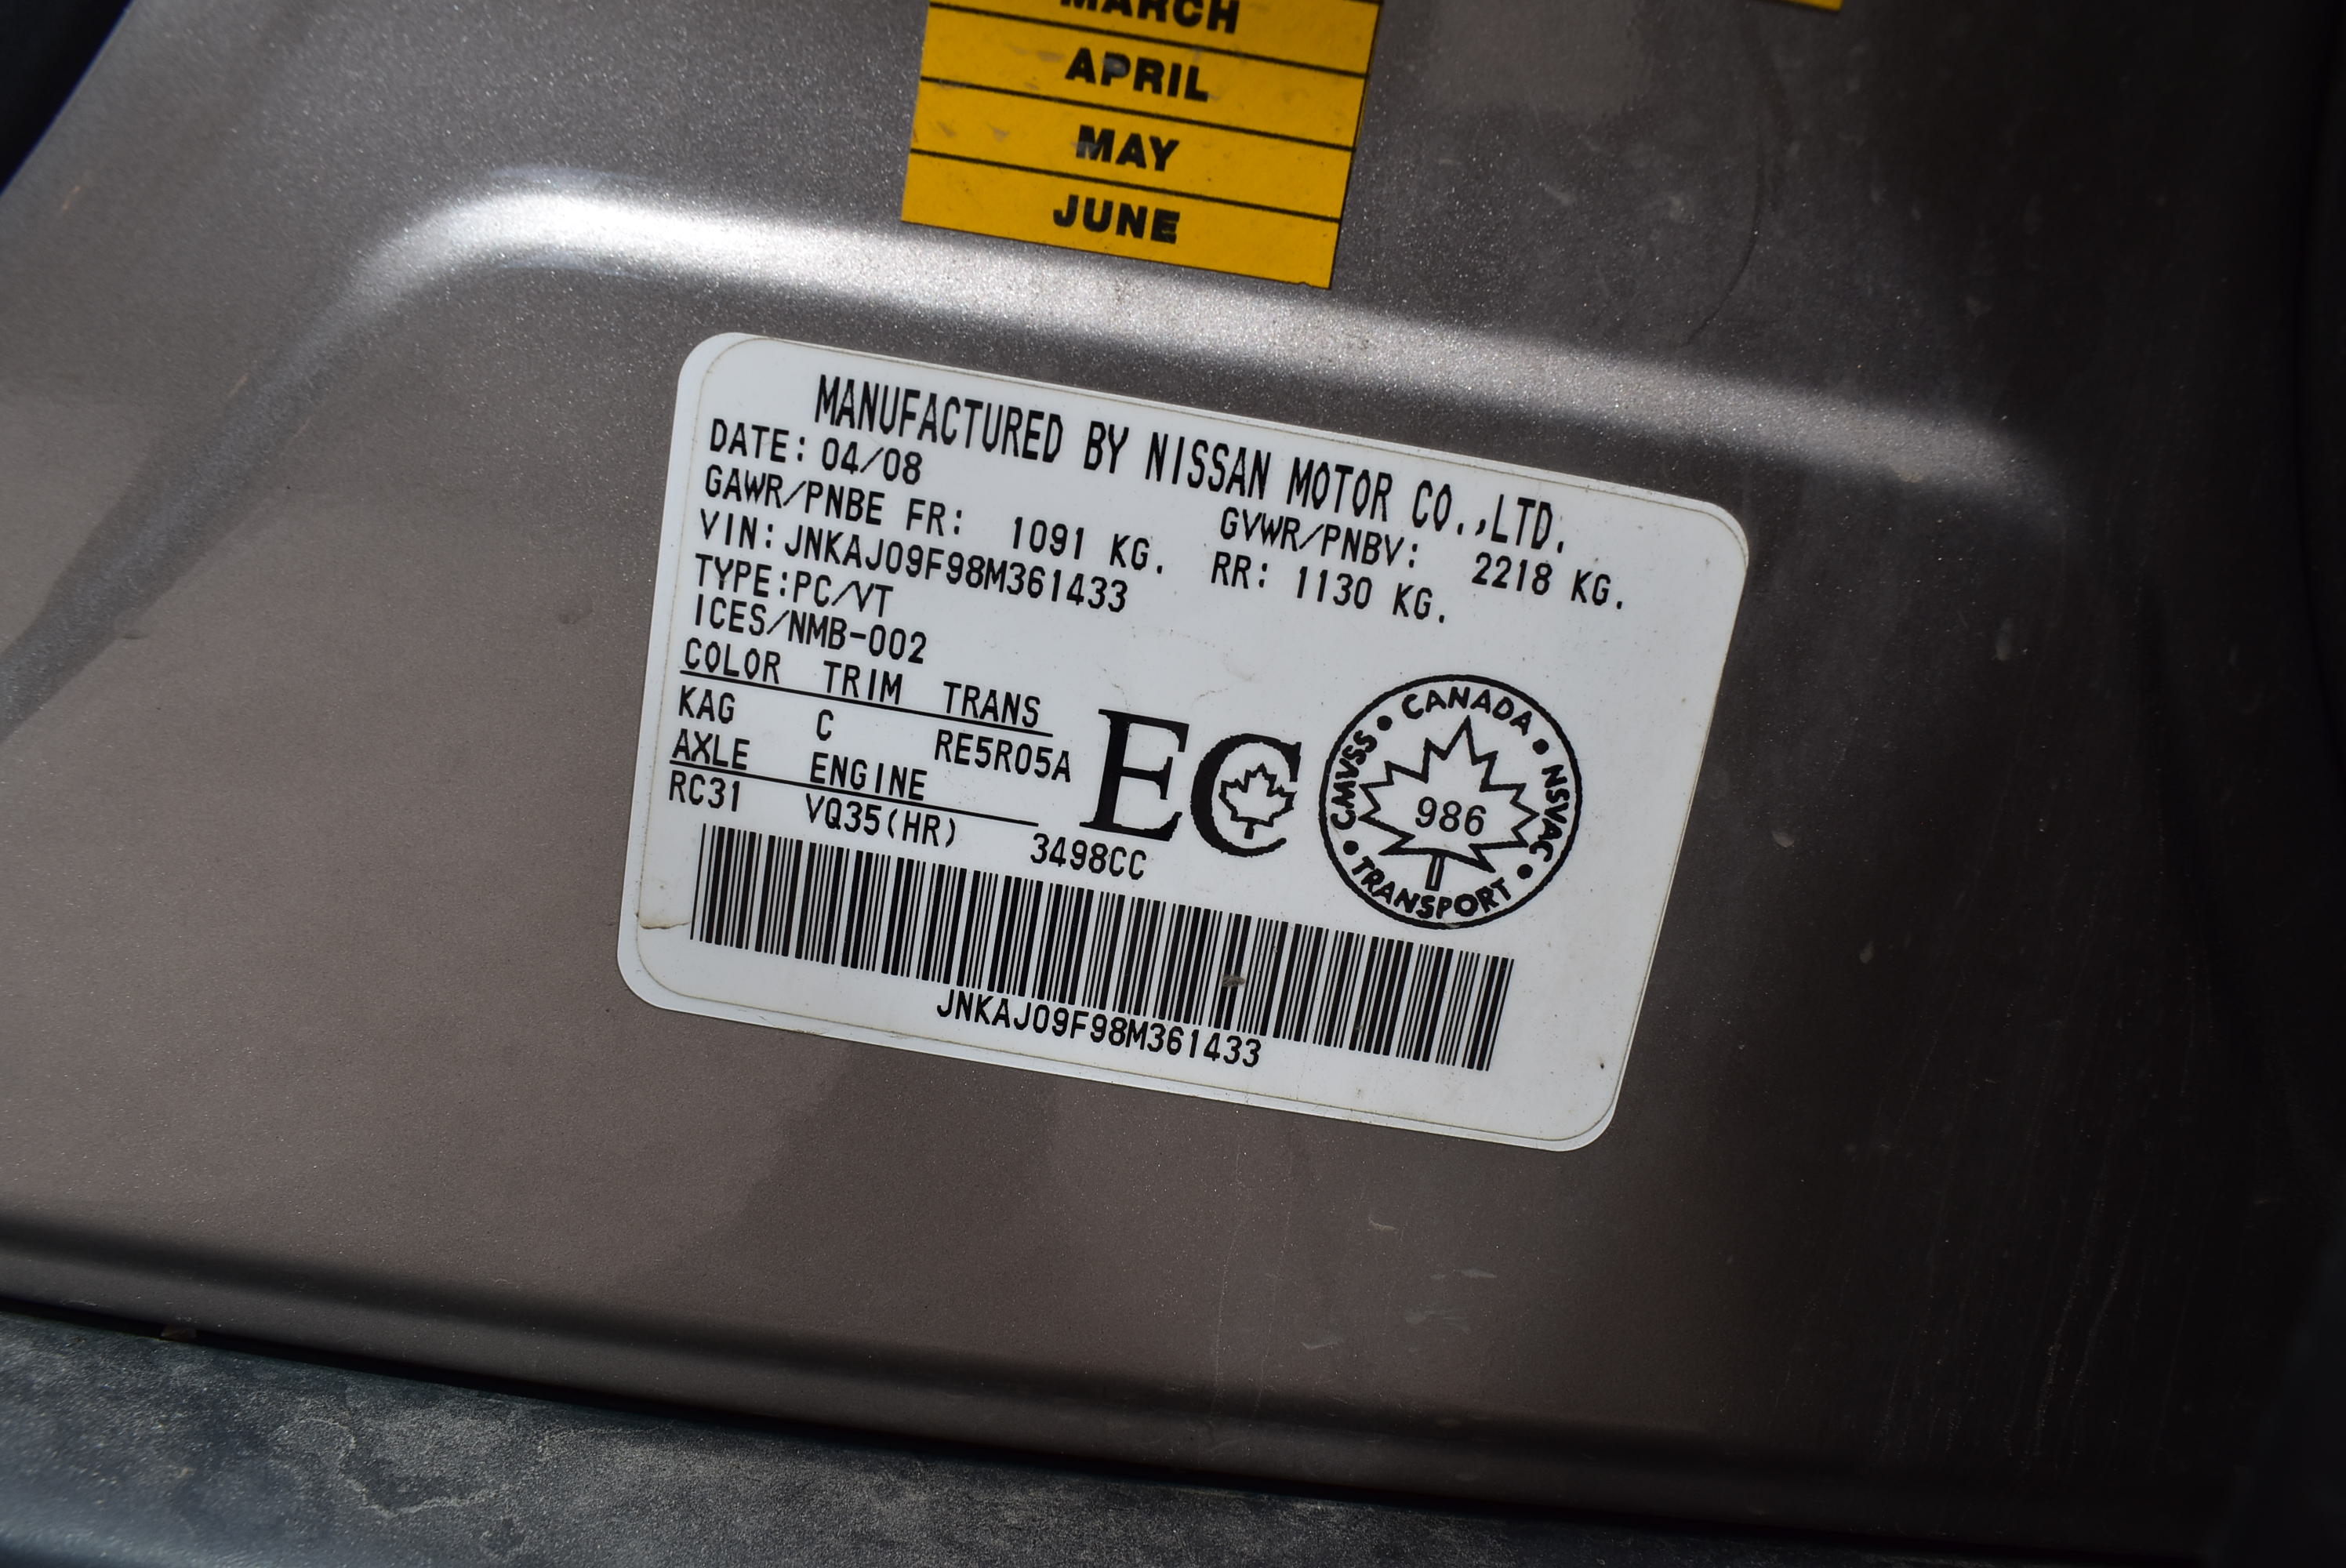 MARCH
APRIL
MAY
JUNE
MANUFACTURED BY NISSAN MOTOR CO.,LTD.
DATE: 04/08 GVWR/PNBV: 2218 KG.
GAWR/PNBE FR: 1091 KG. RR: 1130 KG.
VIN:JNKAJ09F98M361433
TYPE:PC/VT
ICES/NMB-002
COLOR TRIM TRANS
KAG C RE5R05A
AXLE ENGINE
RC31 VQ35(HR) 3498CC
EC
CANADA • NSVAC • TRANSPORT • CMVSS •
986
JNKAJ09F98M361433